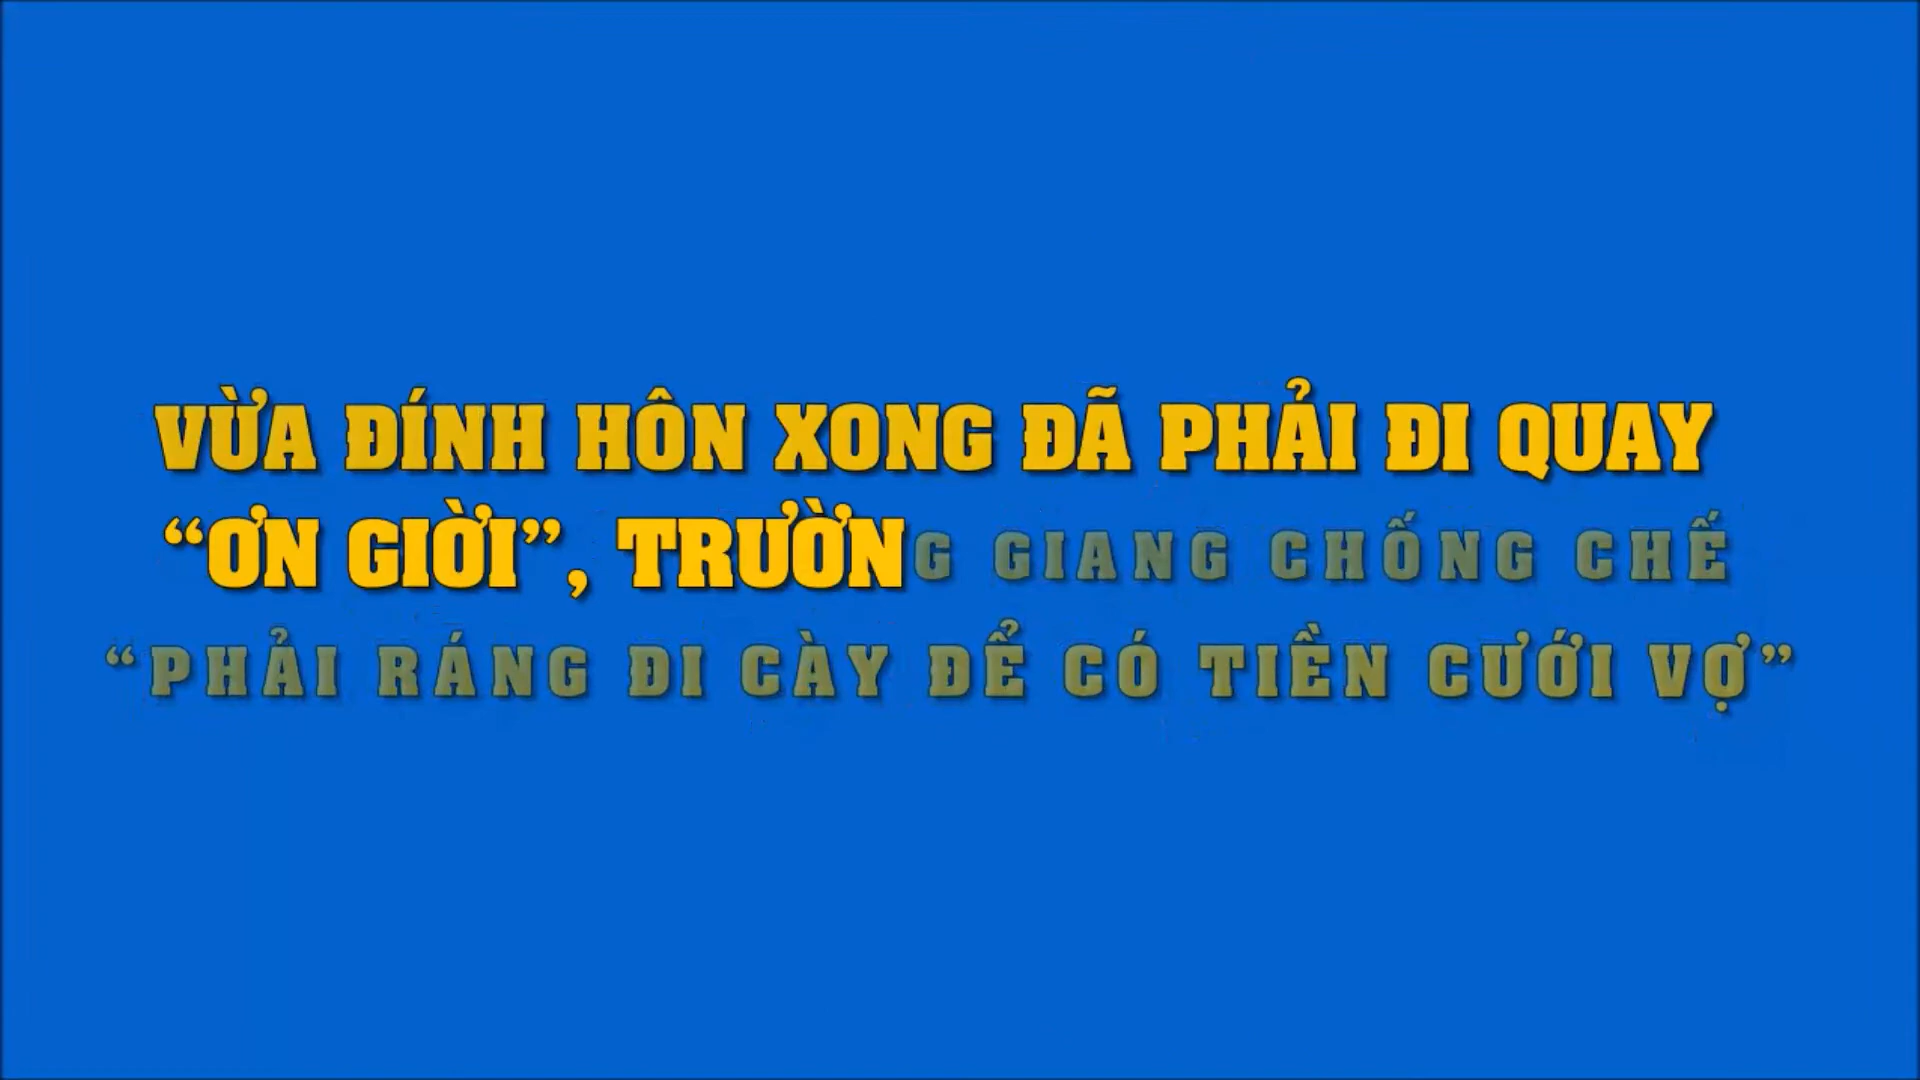 VỪA ĐÍNH HÔN XONG ĐÃ PHẢI ĐI QUAY
“ƠN GIỜI”, TRƯỜNG GIANG CHỐNG CHẾ
“PHẢI RÁNG ĐI CÀY ĐỂ CÓ TIỀN CƯỚI VỢ”